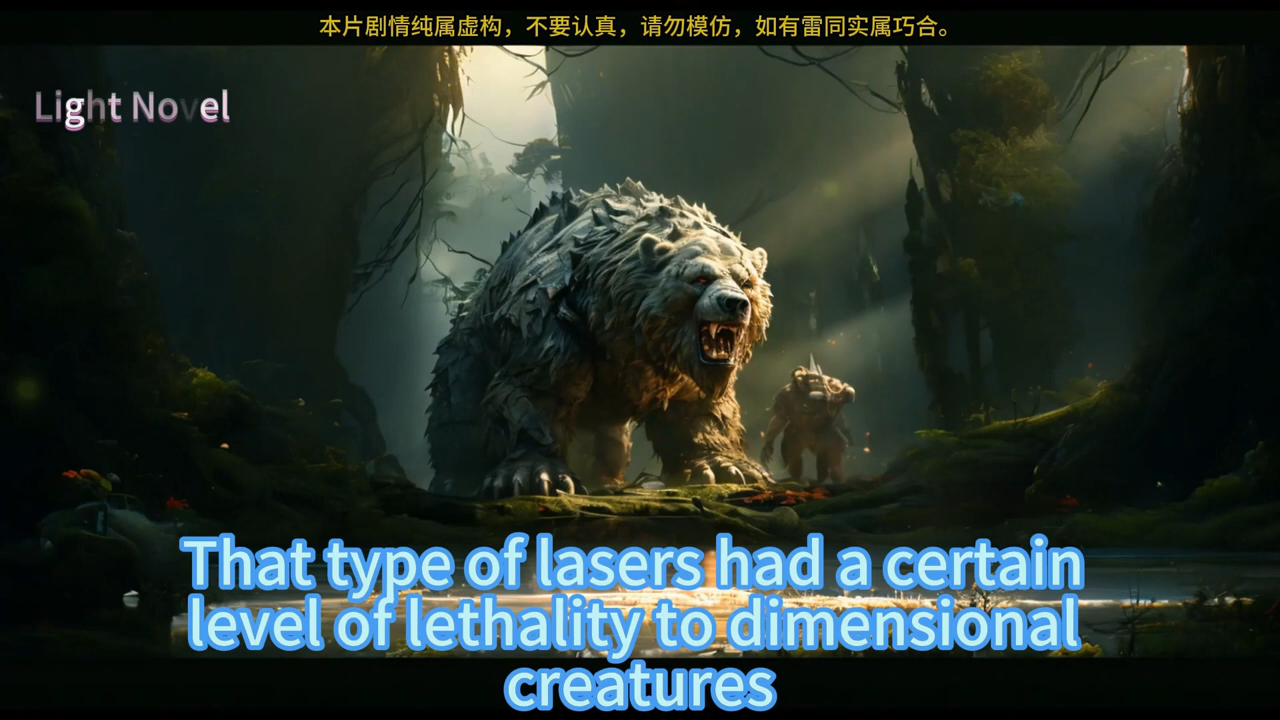 本片剧情纯属虚构，不要认真，请勿模仿，如有雷同实属巧合。
Light Novel
That type of lasers had a certain
level of lethality to dimensional
creatures